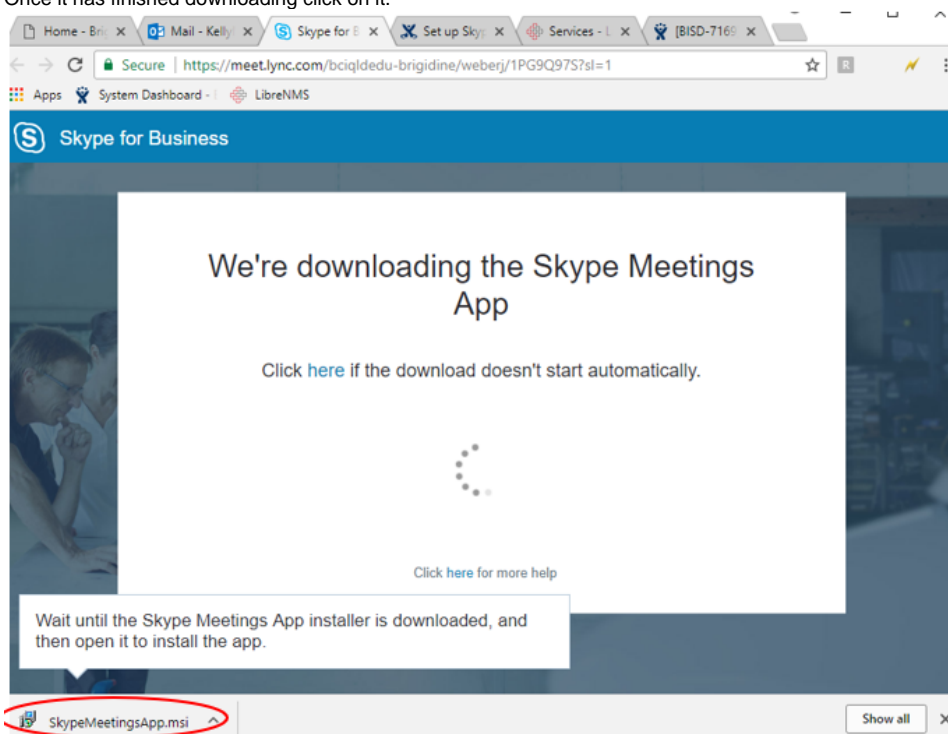 Once it has finished downloading click on it.
Home - Bri
Mail - Kelly
Skype for B
Set up Skyp
Services - L
[BISD-7169
Secure | https://meet.lync.com/bciqldedu-brigidine/weberj/1PG9Q97S?sl=1
Apps System Dashboard - LibreNMS
Skype for Business
We're downloading the Skype Meetings
App
Click here if the download doesn't start automatically.
Click here for more help
Wait until the Skype Meetings App installer is downloaded, and
then open it to install the app.
SkypeMeetingsApp.msi
Show all